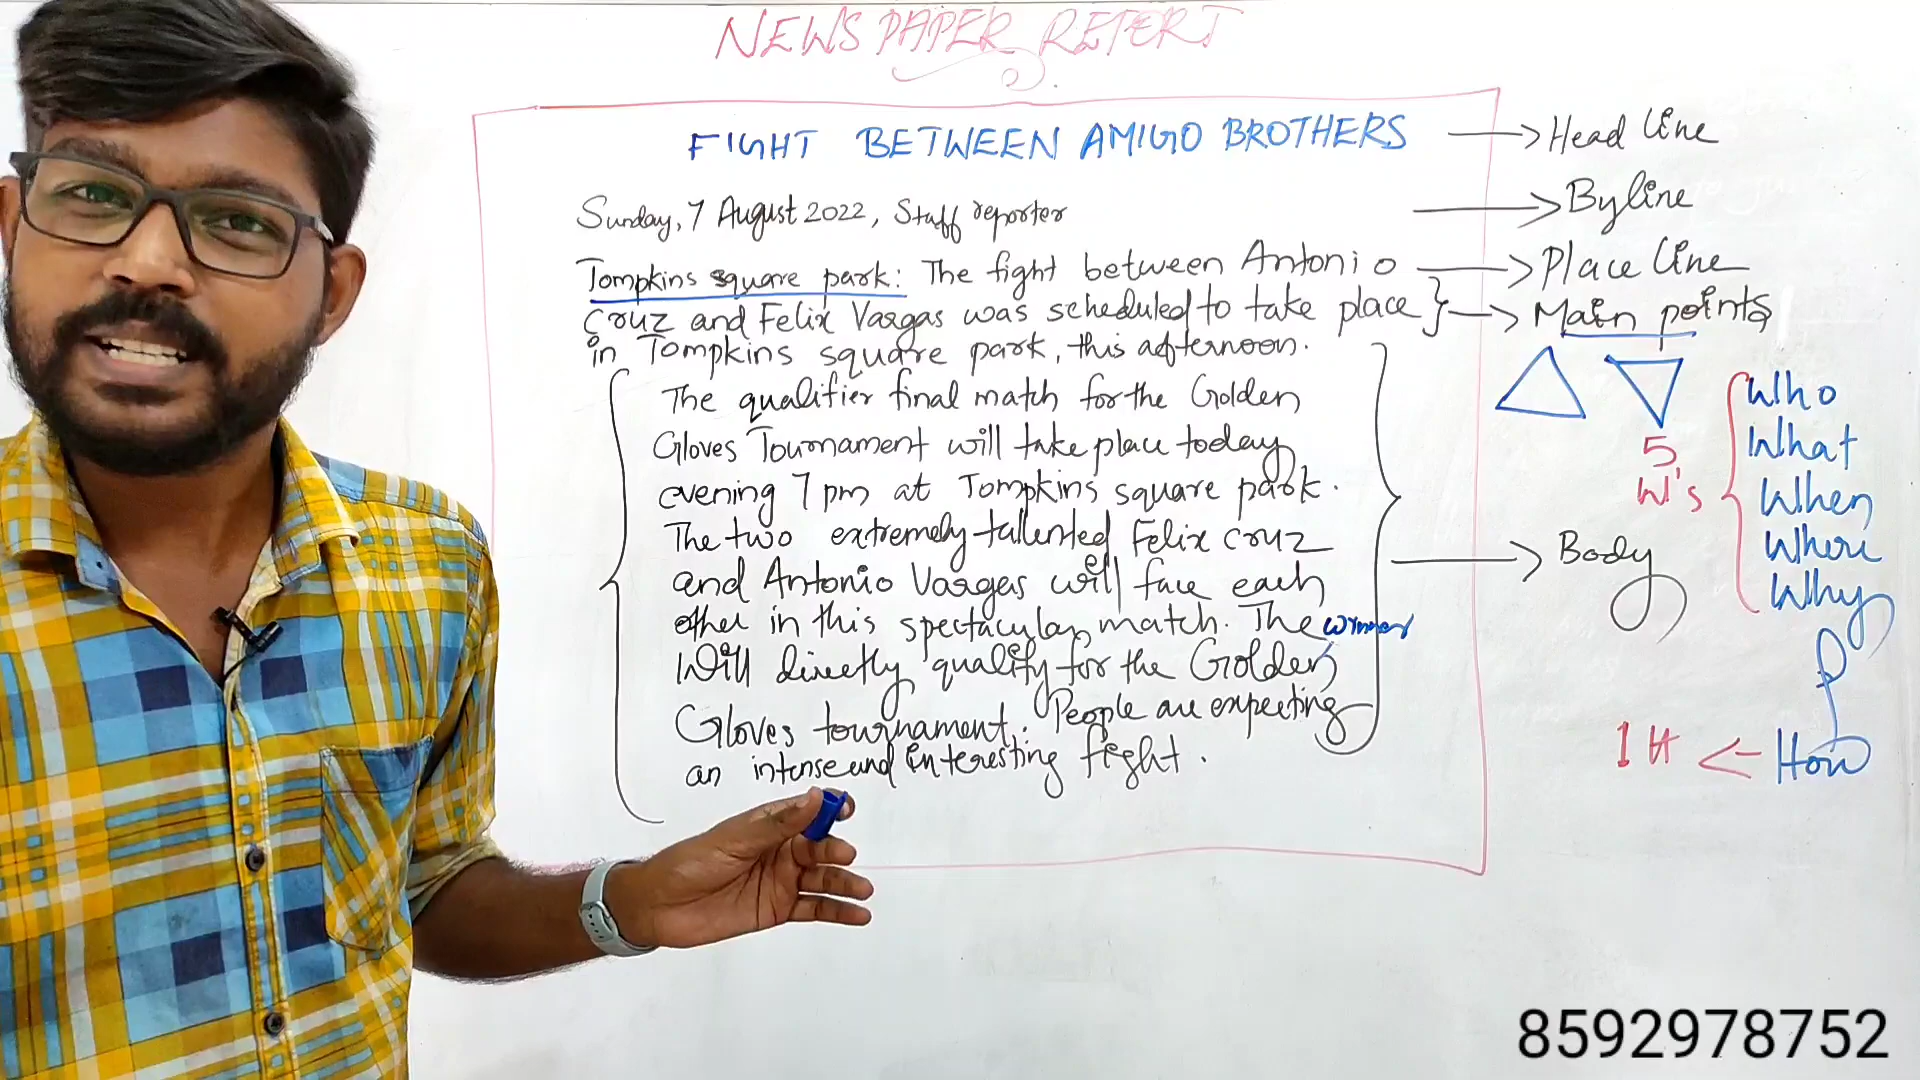 NEWSPAPER REPORT
FIGHT BETWEEN AMIGO BROTHERS
Head line
Sunday, 7 August 2022, Staff reporter
Byline
Tompkins square park: The fight between Antonio
Place line
Cruz and Felix Vargas was scheduled to take place
Main points
in Tompkins square park, this afternoon.
The qualifier final match for the Golden
Gloves Tournament will take place today
evening 7 pm at Tompkins square park.
The two extremely tallented Felix cruz
and Antonio Vargas will face each
other in this spectacular match. The winner
Will directly qualify for the Golden
Gloves tournament. People are expecting
an intense and interesting fight.
Body
5
W's
Who
What
When
Where
Why
1 H
How
8592978752